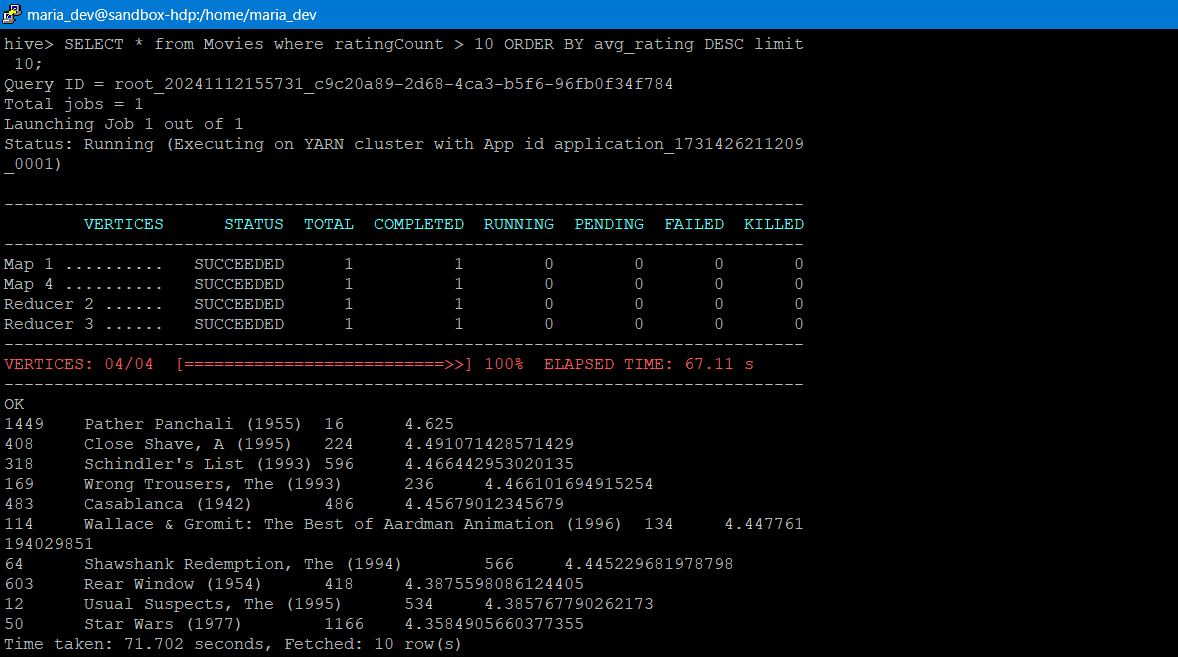 maria_dev@sandbox-hdp:/home/maria_dev
hive> SELECT * from Movies where ratingCount > 10 ORDER BY avg_rating DESC limit
 10;
Query ID = root_20241112155731_c9c20a89-2d68-4ca3-b5f6-96fb0f34f784
Total jobs = 1
Launching Job 1 out of 1
Status: Running (Executing on YARN cluster with App id application_1731426211209
_0001)
--------------------------------------------------------------------------------
        VERTICES      STATUS  TOTAL  COMPLETED  RUNNING  PENDING  FAILED  KILLED
--------------------------------------------------------------------------------
Map 1 ..........   SUCCEEDED      1          1        0        0       0       0
Map 4 ..........   SUCCEEDED      1          1        0        0       0       0
Reducer 2 ......   SUCCEEDED      1          1        0        0       0       0
Reducer 3 ......   SUCCEEDED      1          1        0        0       0       0
--------------------------------------------------------------------------------
VERTICES: 04/04  [==========================>>] 100%  ELAPSED TIME: 67.11 s
--------------------------------------------------------------------------------
OK
1449    Pather Panchali (1955)  16      4.625
408     Close Shave, A (1995)   224     4.491071428571429
318     Schindler's List (1993) 596     4.466442953020135
169     Wrong Trousers, The (1993)      236     4.466101694915254
483     Casablanca (1942)       486     4.45679012345679
114     Wallace & Gromit: The Best of Aardman Animation (1996)  134     4.447761
194029851
64      Shawshank Redemption, The (1994)        566     4.445229681978798
603     Rear Window (1954)      418     4.3875598086124405
12      Usual Suspects, The (1995)      534     4.385767790262173
50      Star Wars (1977)        1166    4.3584905660377355
Time taken: 71.702 seconds, Fetched: 10 row(s)